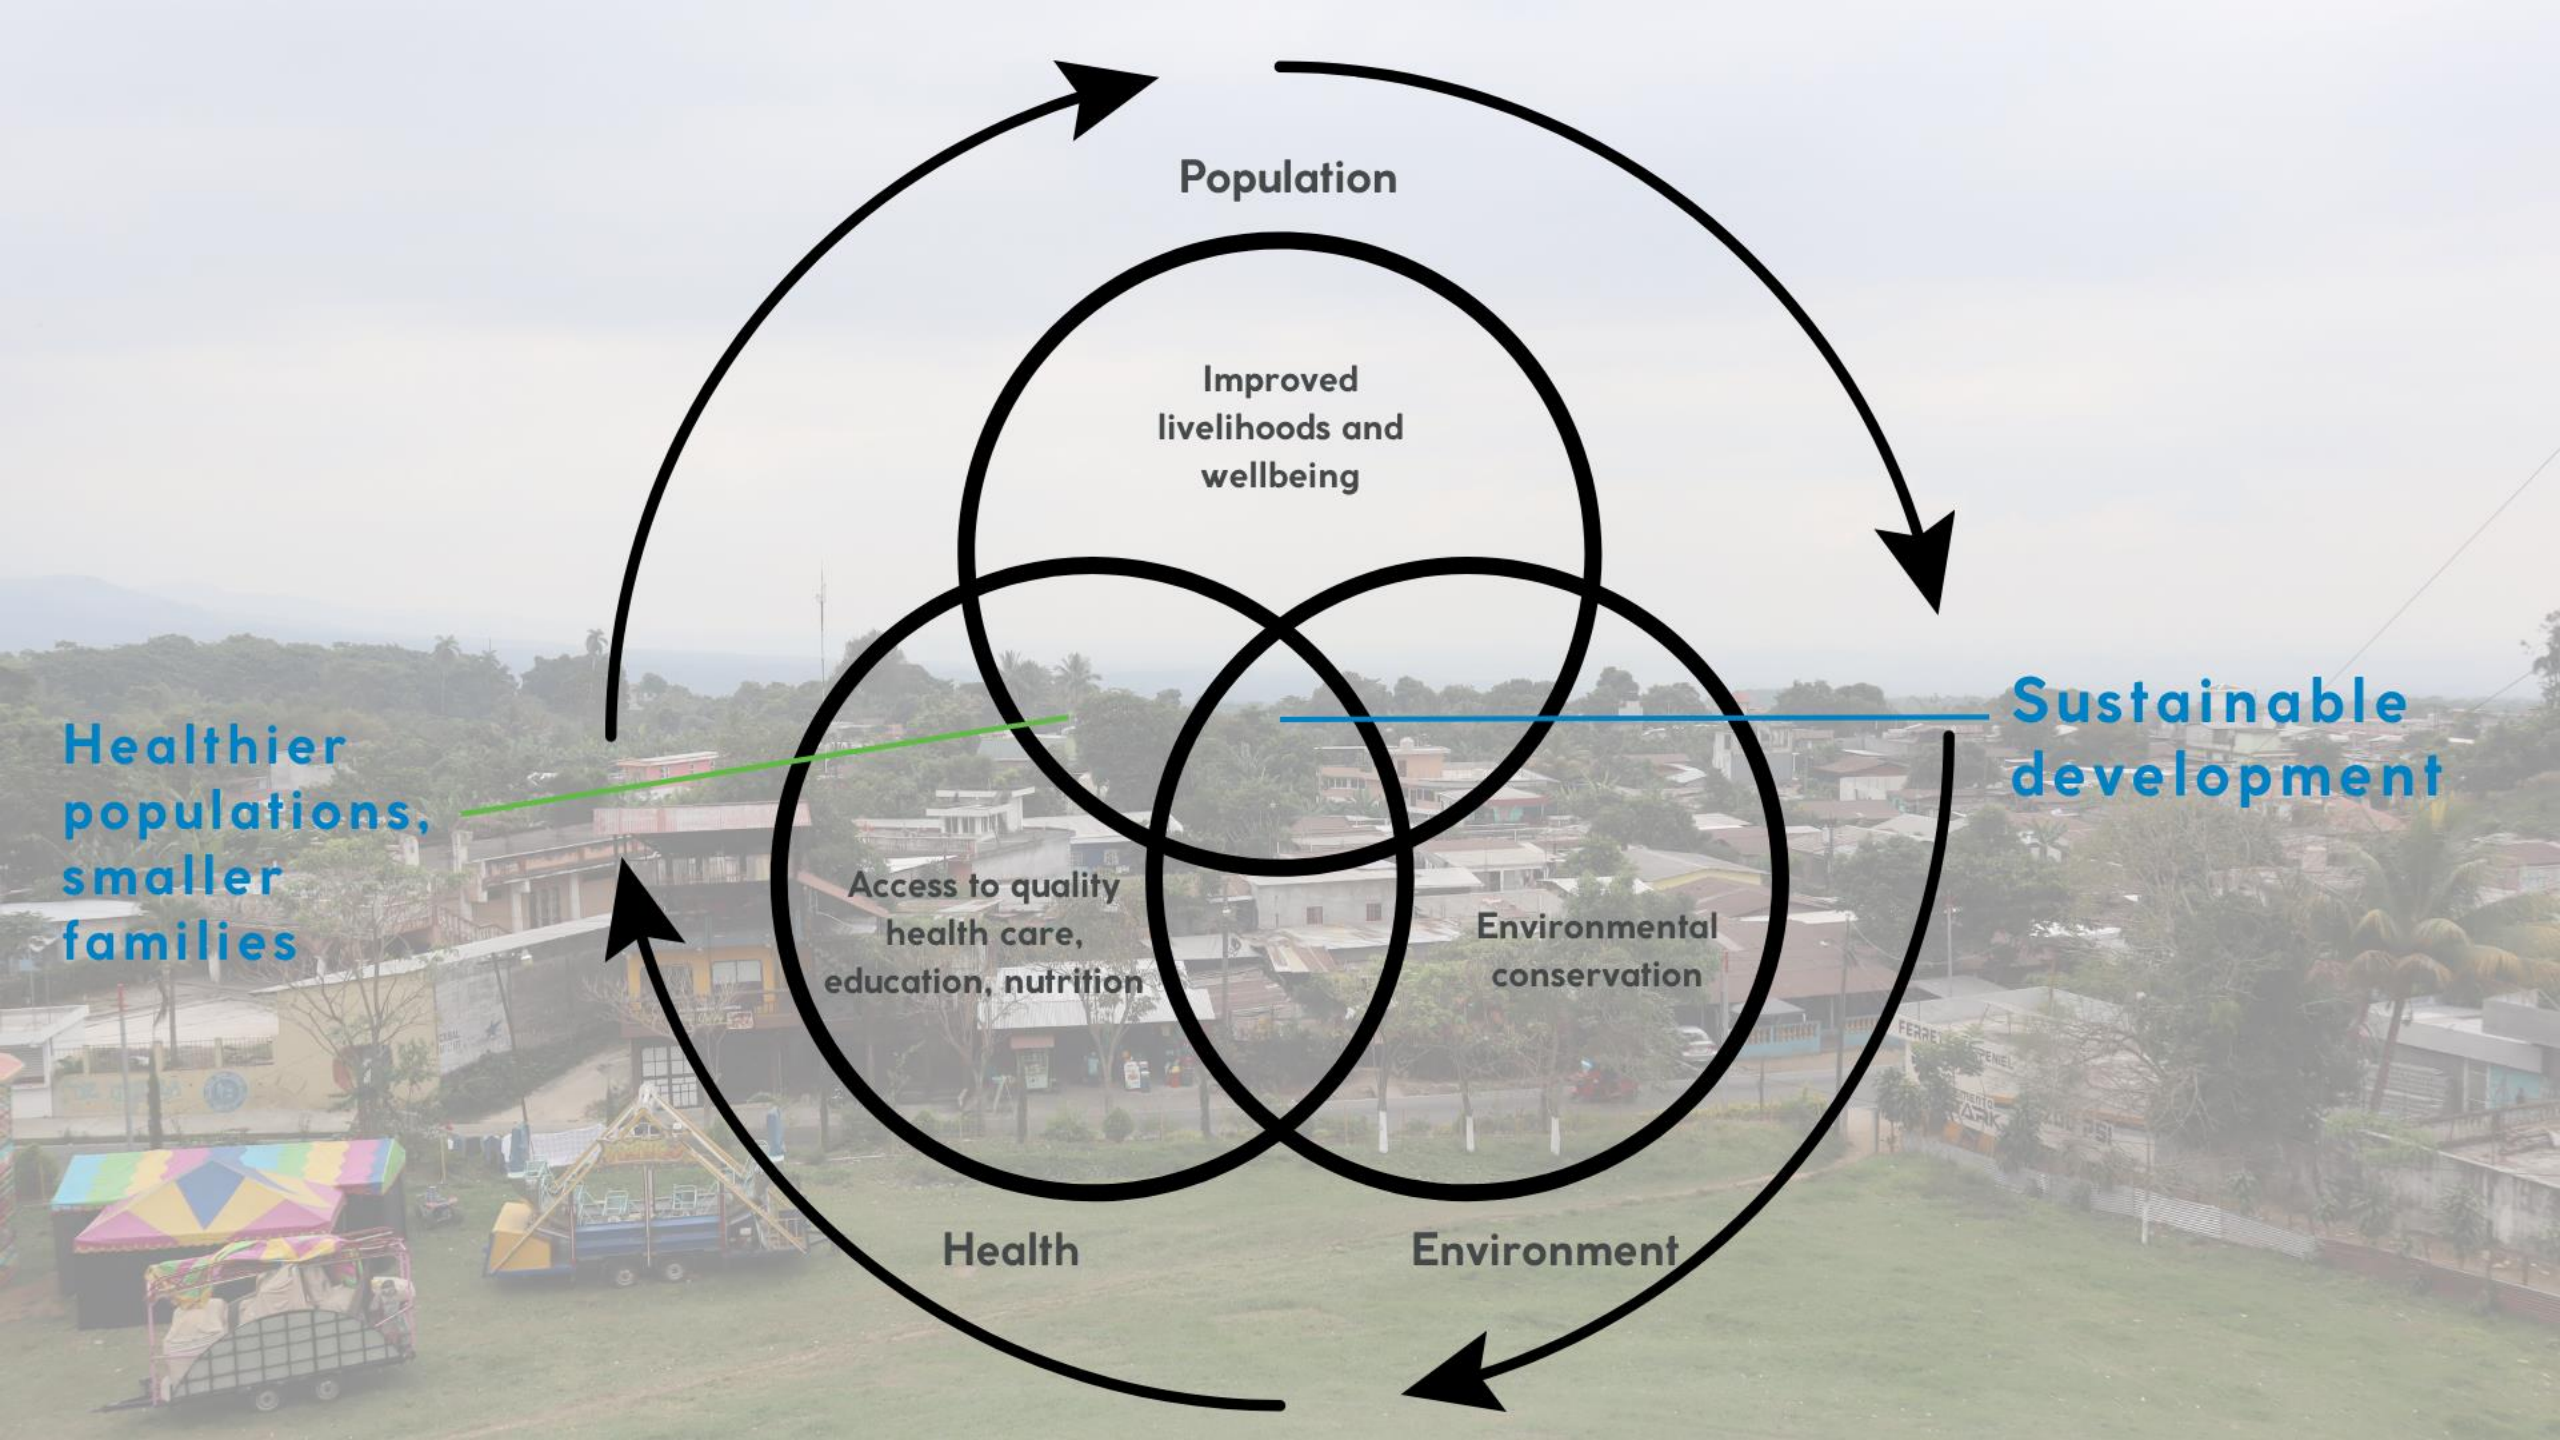 Population
Improved
livelihoods and
wellbeing
Healthier
populations,
smaller
families
Sustainable
development
Access to quality
health care,
education, nutrition
Environmental
conservation
Health
Environment